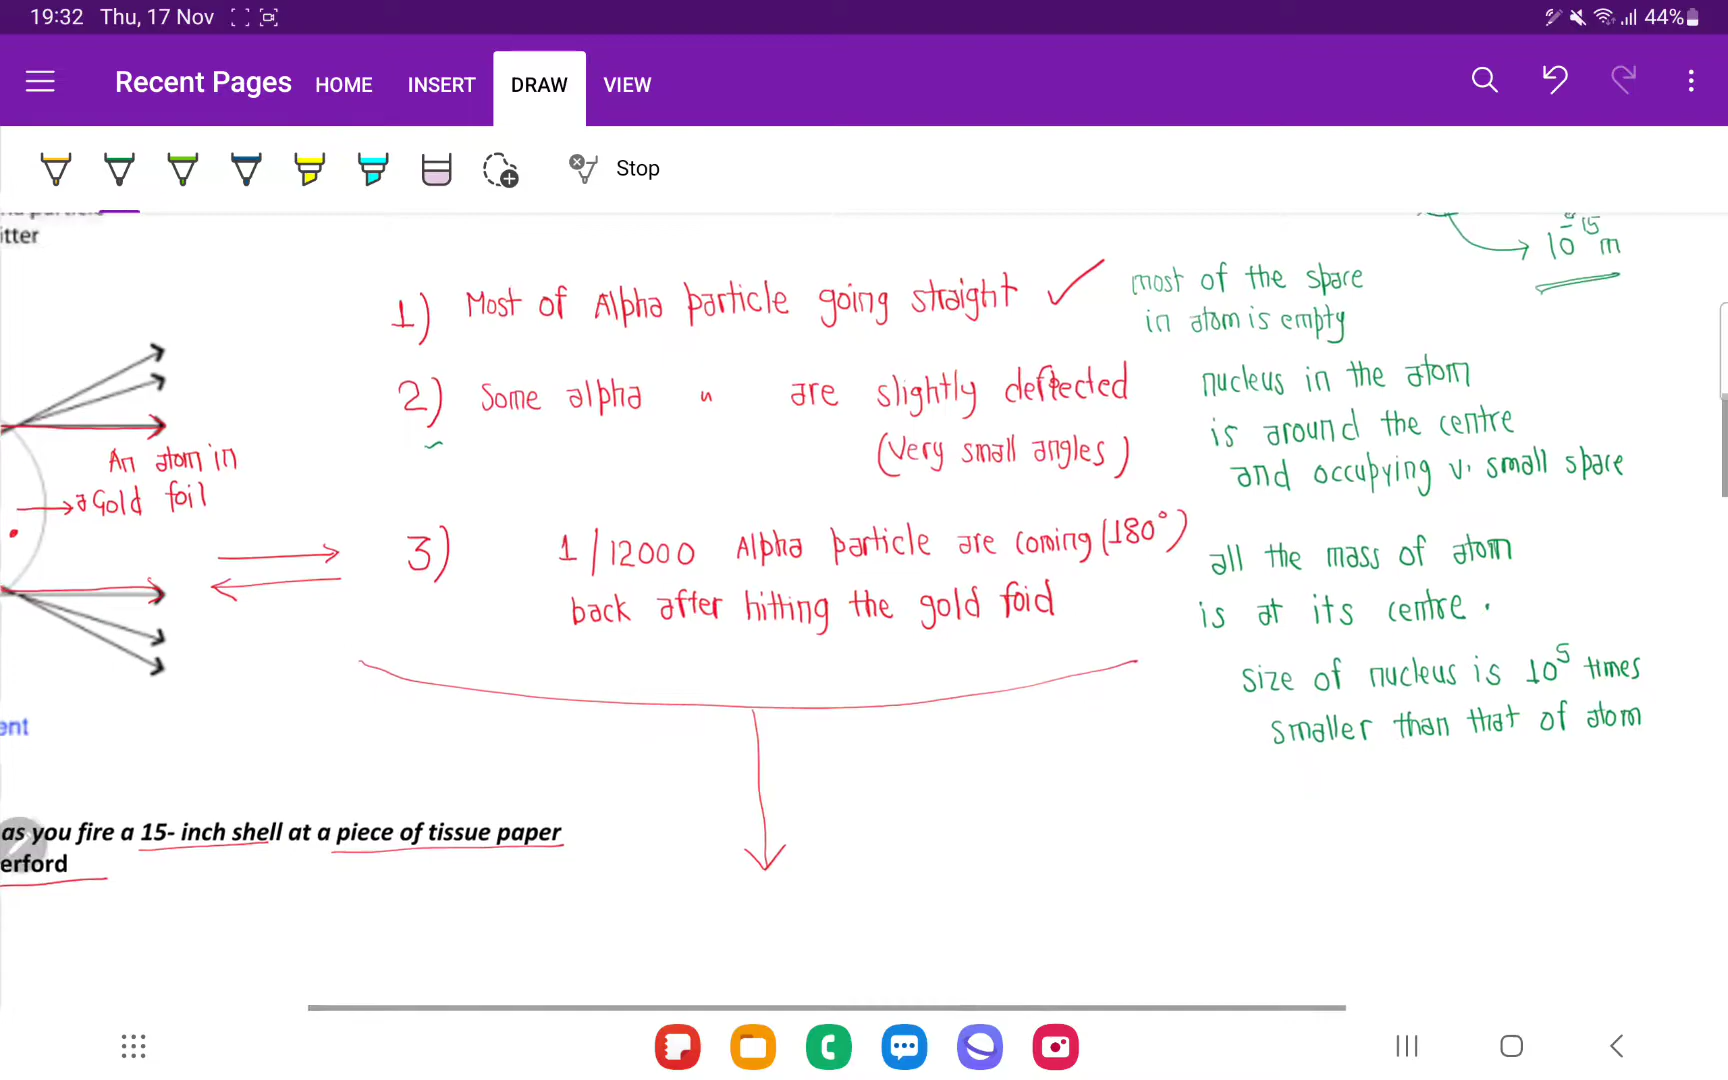 19:32 Thu, 17 Nov
44%
Recent Pages HOME INSERT DRAW VIEW
Stop
itter
10^-15 m
1) Most of Alpha particle going straight ✓
most of the space
in atom is empty
2) Some alpha " are slightly deflected
(very small angles)
nucleus in the atom
is around the centre
and occupying v. small space
An atom in
a Gold foil
3) 1/12000 Alpha particle are coming (180°)
back after hitting the gold foid
all the mass of atom
is at its centre.
size of nucleus is 10^5 times
smaller than that of atom
ent
as you fire a 15- inch shell at a piece of tissue paper
erford